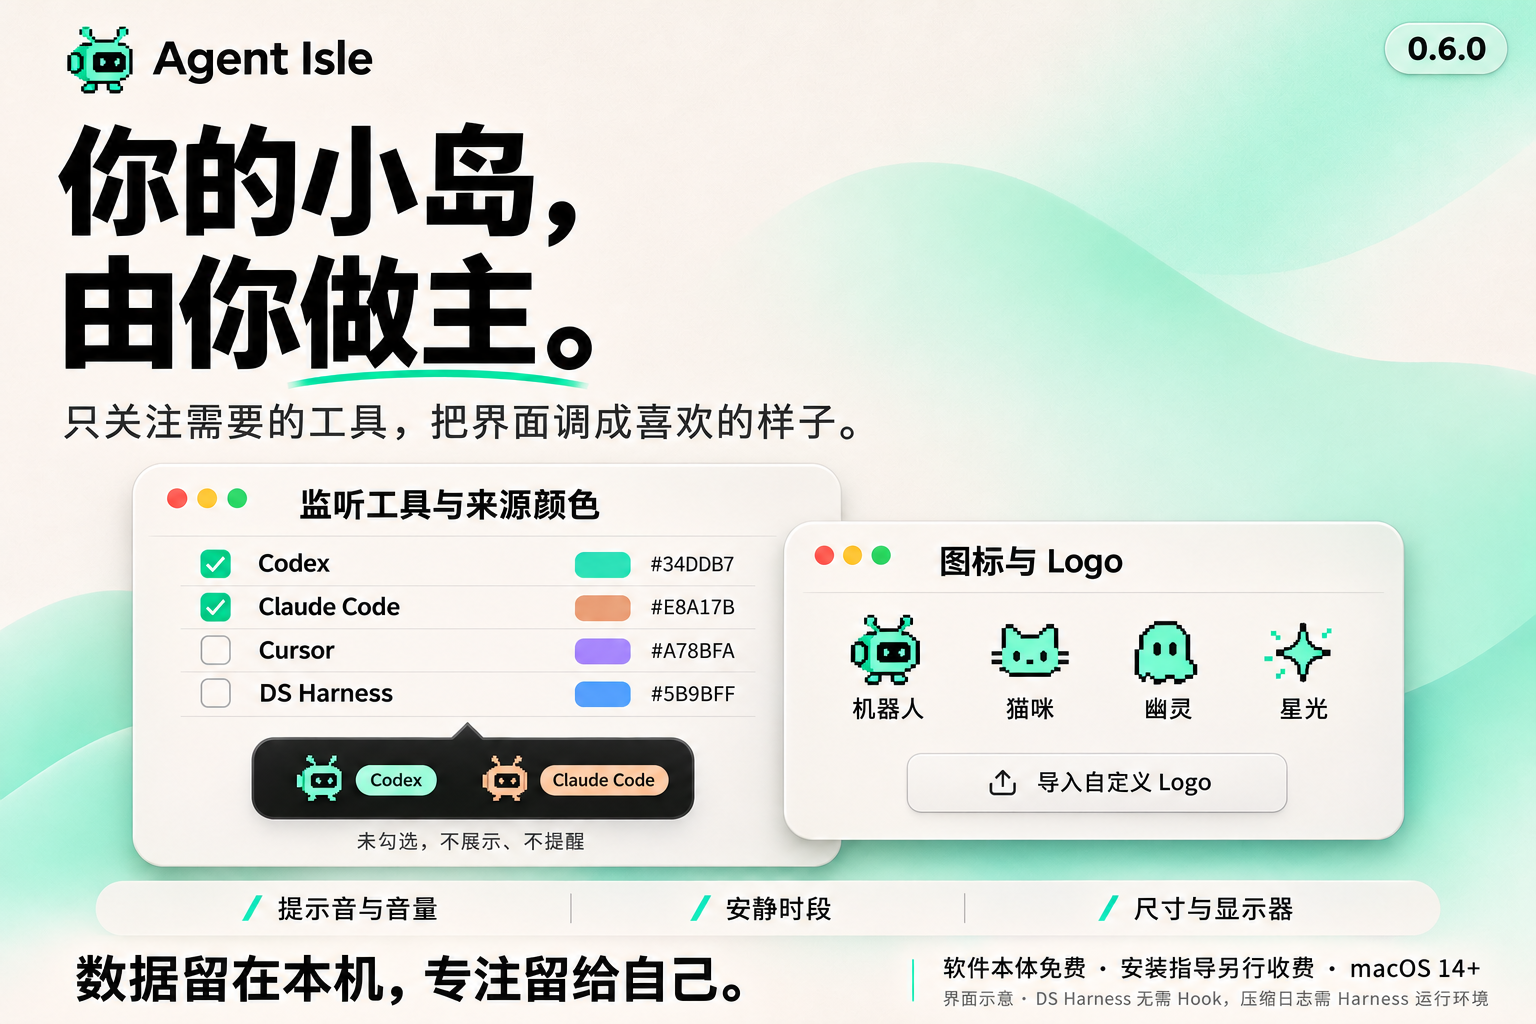 Agent Isle
0.6.0
你的小岛，
由你做主。
只关注需要的工具，把界面调成喜欢的样子。
监听工具与来源颜色
Codex #34DDB7
Claude Code #E8A17B
Cursor #A78BFA
DS Harness #5B9BFF
Codex Claude Code
未勾选，不展示、不提醒
图标与 Logo
机器人 猫咪 幽灵 星光
导入自定义 Logo
提示音与音量 安静时段 尺寸与显示器
数据留在本机，专注留给自己。
软件本体免费 · 安装指导另行收费 · macOS 14+
界面示意 · DS Harness 无需 Hook，压缩日志需 Harness 运行环境